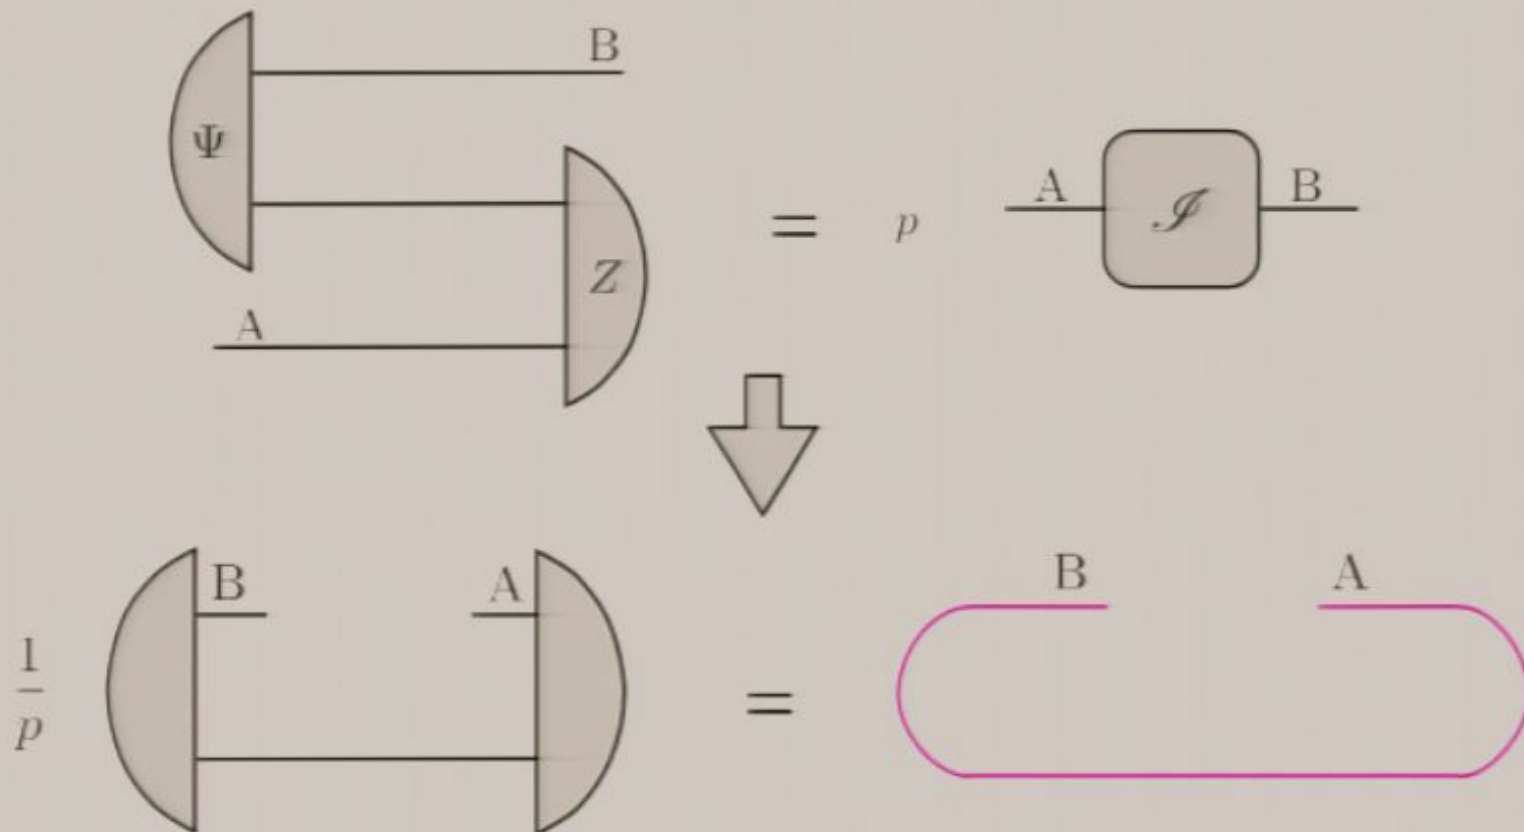 B
Ψ
A B
= p ℐ
Z
A
B A B A
1/p =